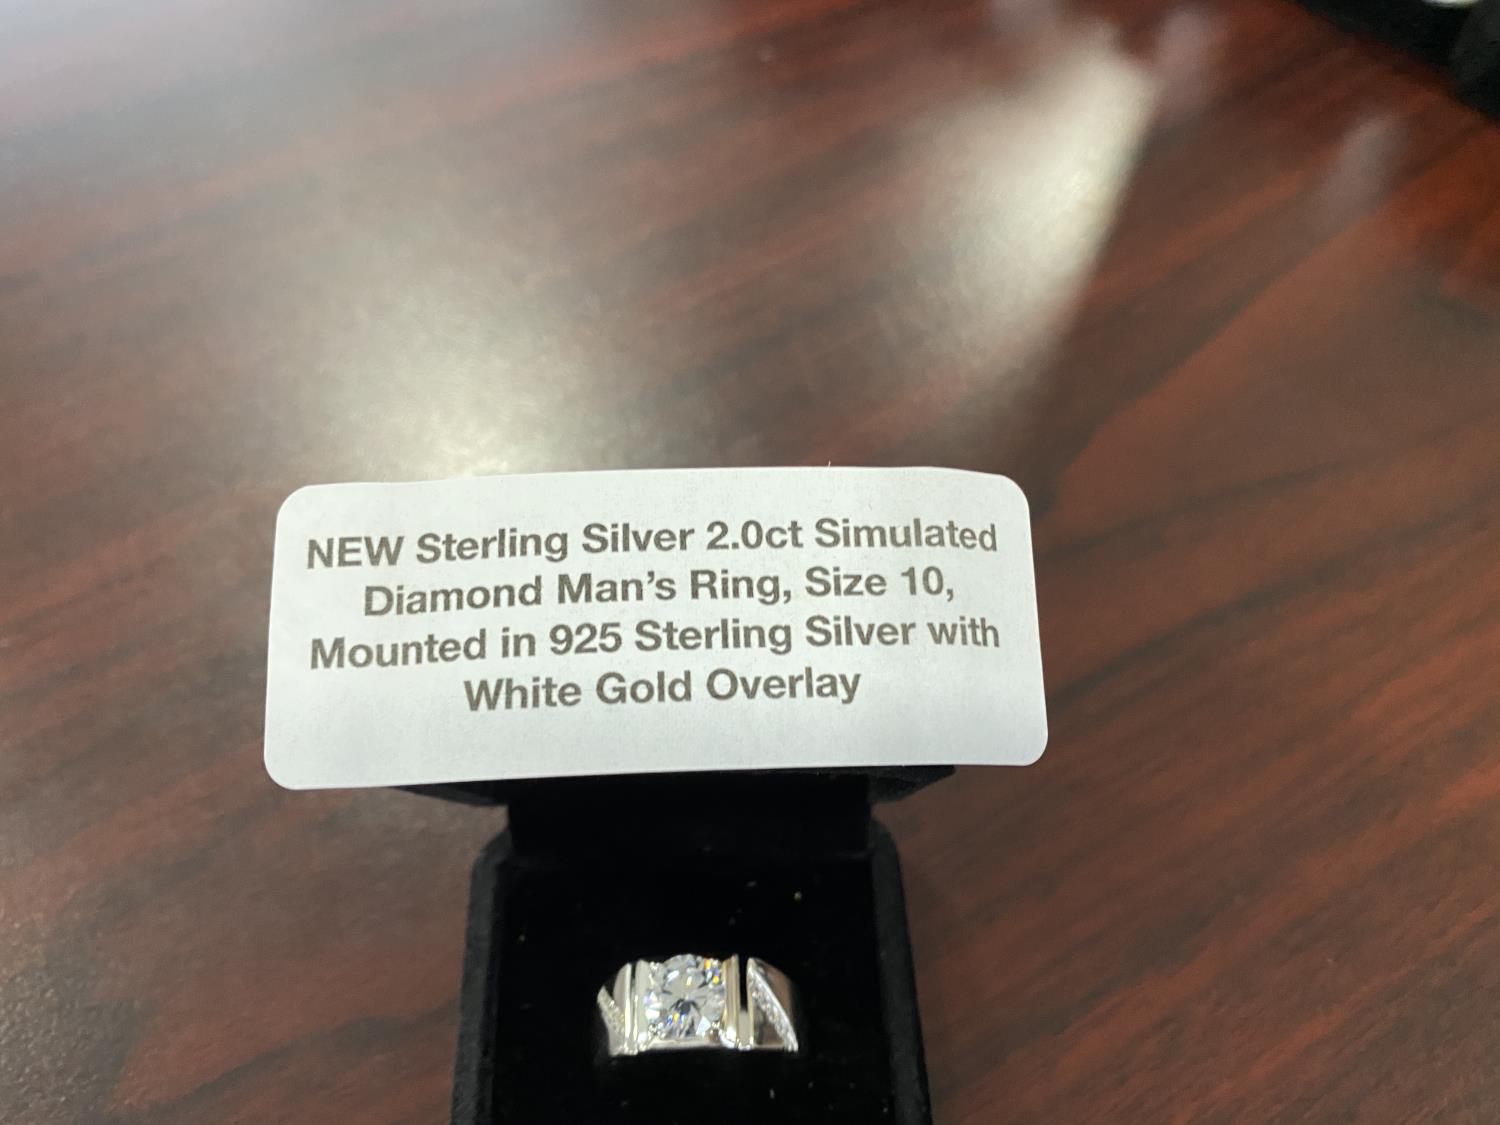 NEW Sterling Silver 2.0ct Simulated
Diamond Man's Ring, Size 10,
Mounted in 925 Sterling Silver with
White Gold Overlay